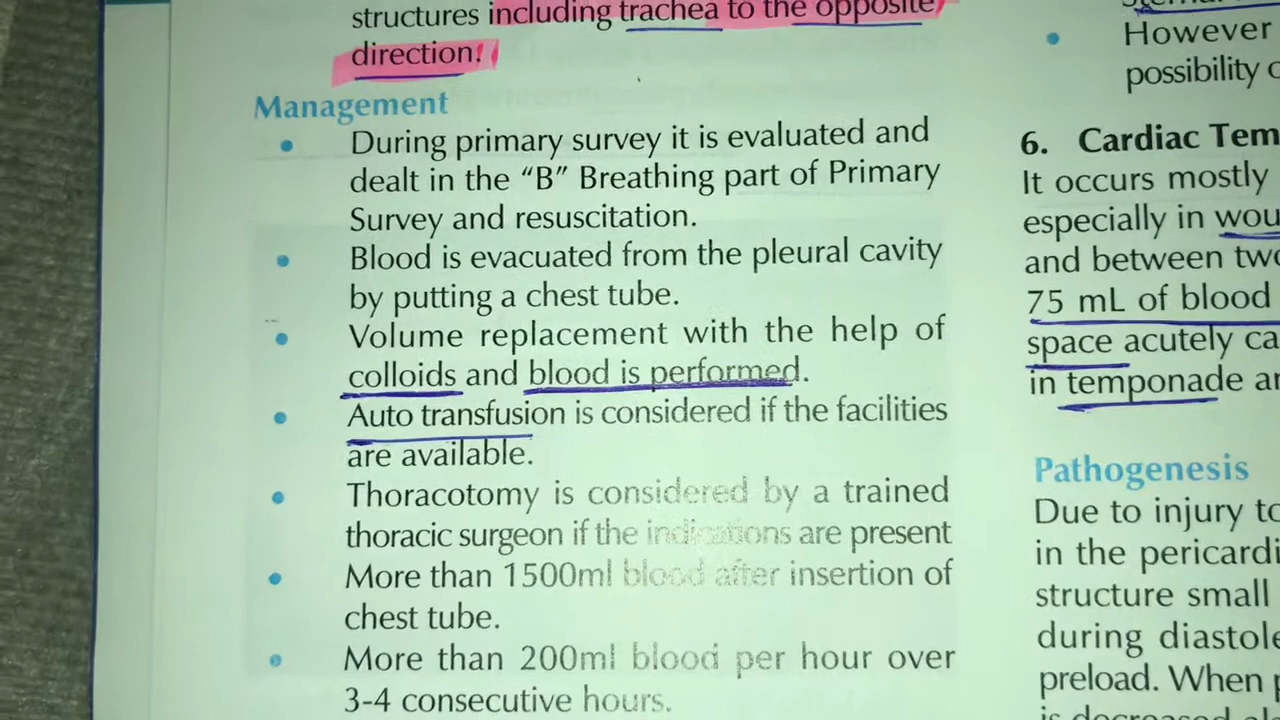 structures including trachea to the opposite
direction!
Management
• During primary survey it is evaluated and
dealt in the “B” Breathing part of Primary
Survey and resuscitation.
• Blood is evacuated from the pleural cavity
by putting a chest tube.
• Volume replacement with the help of
colloids and blood is performed.
• Auto transfusion is considered if the facilities
are available.
• Thoracotomy is considered by a trained
thoracic surgeon if the indications are present
• More than 1500ml blood after insertion of
chest tube.
• More than 200ml blood per hour over
3-4 consecutive hours.
• However
possibility
6. Cardiac Tem
It occurs mostly
especially in wou
and between two
75 mL of blood
space acutely ca
in temponade
Pathogenesis
Due to injury to
in the pericardi
structure small
during diastole
preload. When
is decreased